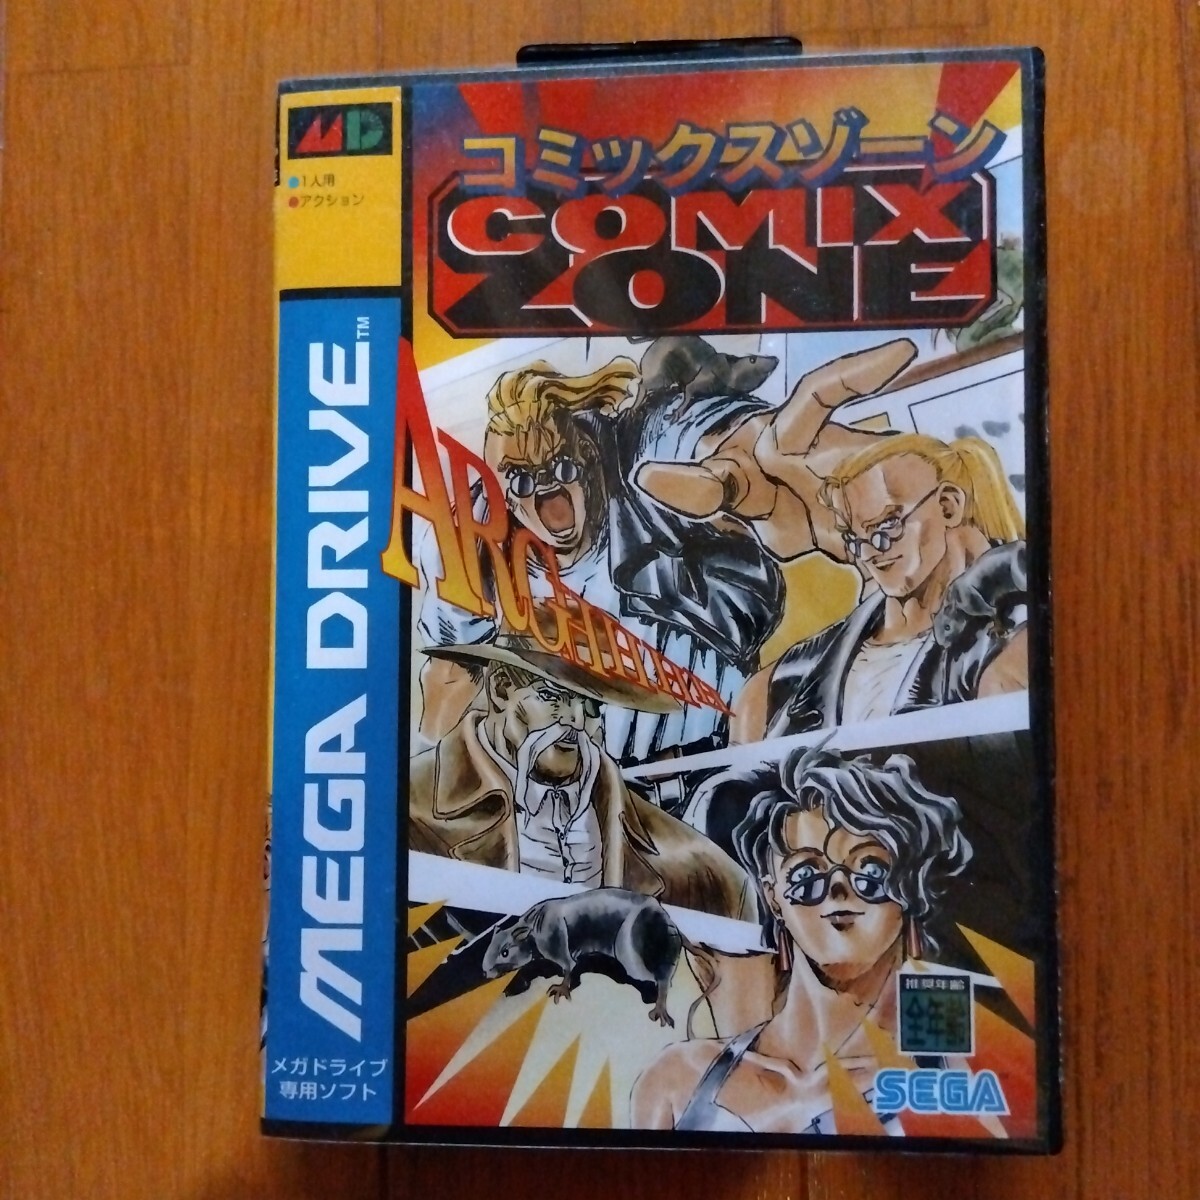 MD
●1人用
●アクション
コミックスゾーン
COMIX
ZONE
MEGA DRIVE™
メガドライブ
専用ソフト
推奨年齢
全年齢
SEGA